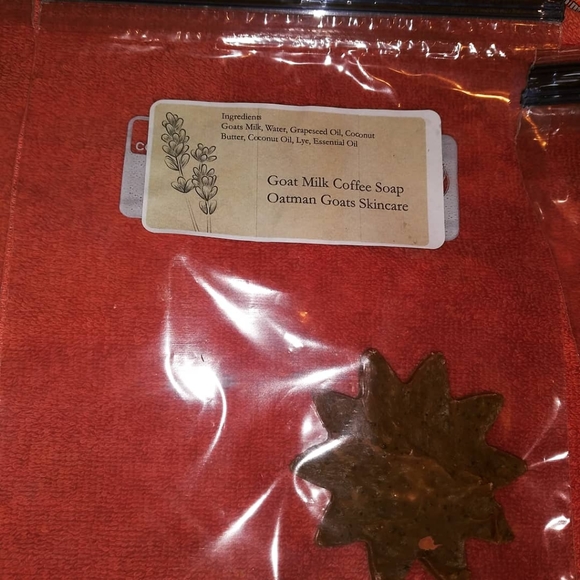 Ingredients
Goats Milk, Water, Grapeseed Oil, Coconut
Butter, Coconut Oil, Lye, Essential Oil
Goat Milk Coffee Soap
Oatman Goats Skincare